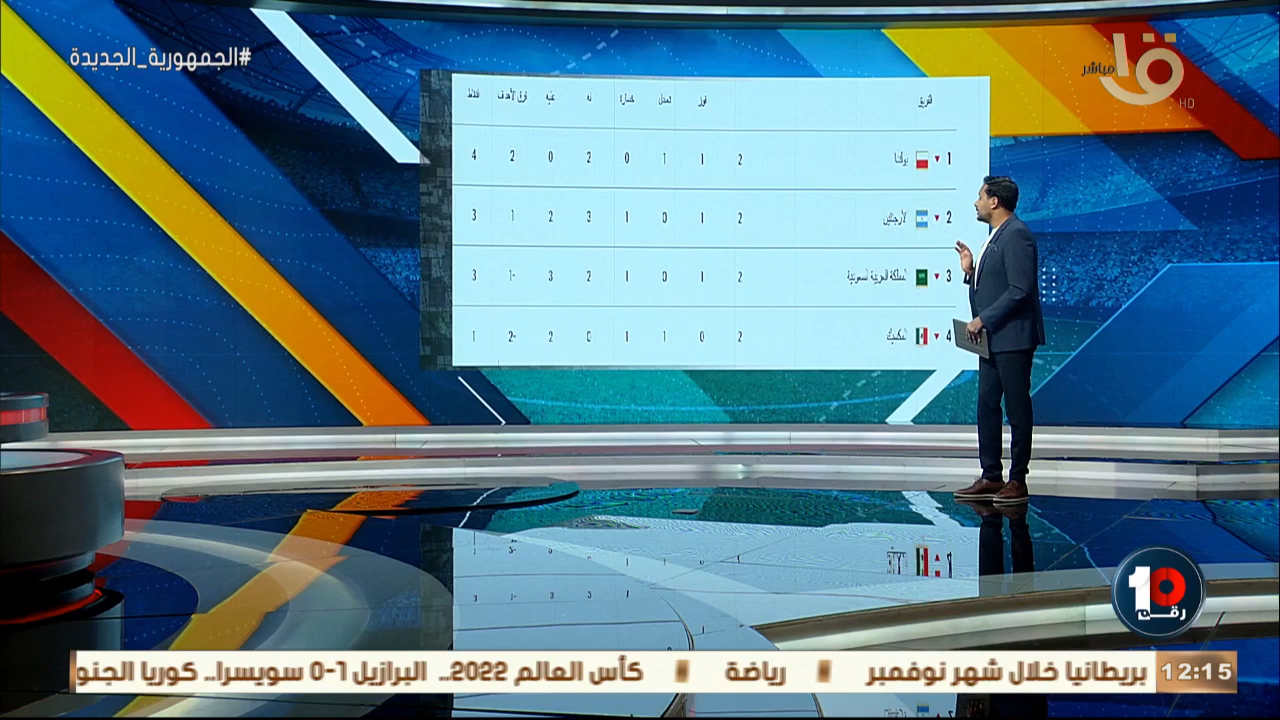 #الجمهورية_الجديدة
مباشر
HD
الفريق فوز تعادل خسارة له عليه فرق الأهداف نقاط
1 بولندا 2 1 1 0 2 0 2 4
2 الأرجنتين 2 1 0 1 3 2 1 3
3 المملكة العربية السعودية 2 1 0 1 2 3 -1 3
4 المكسيك 2 0 1 1 0 2 -2 1
رقم 10
12:15 بريطانيا خلال شهر نوفمبر رياضة كأس العالم 2022.. البرازيل 1-0 سويسرا.. كوريا الجنو